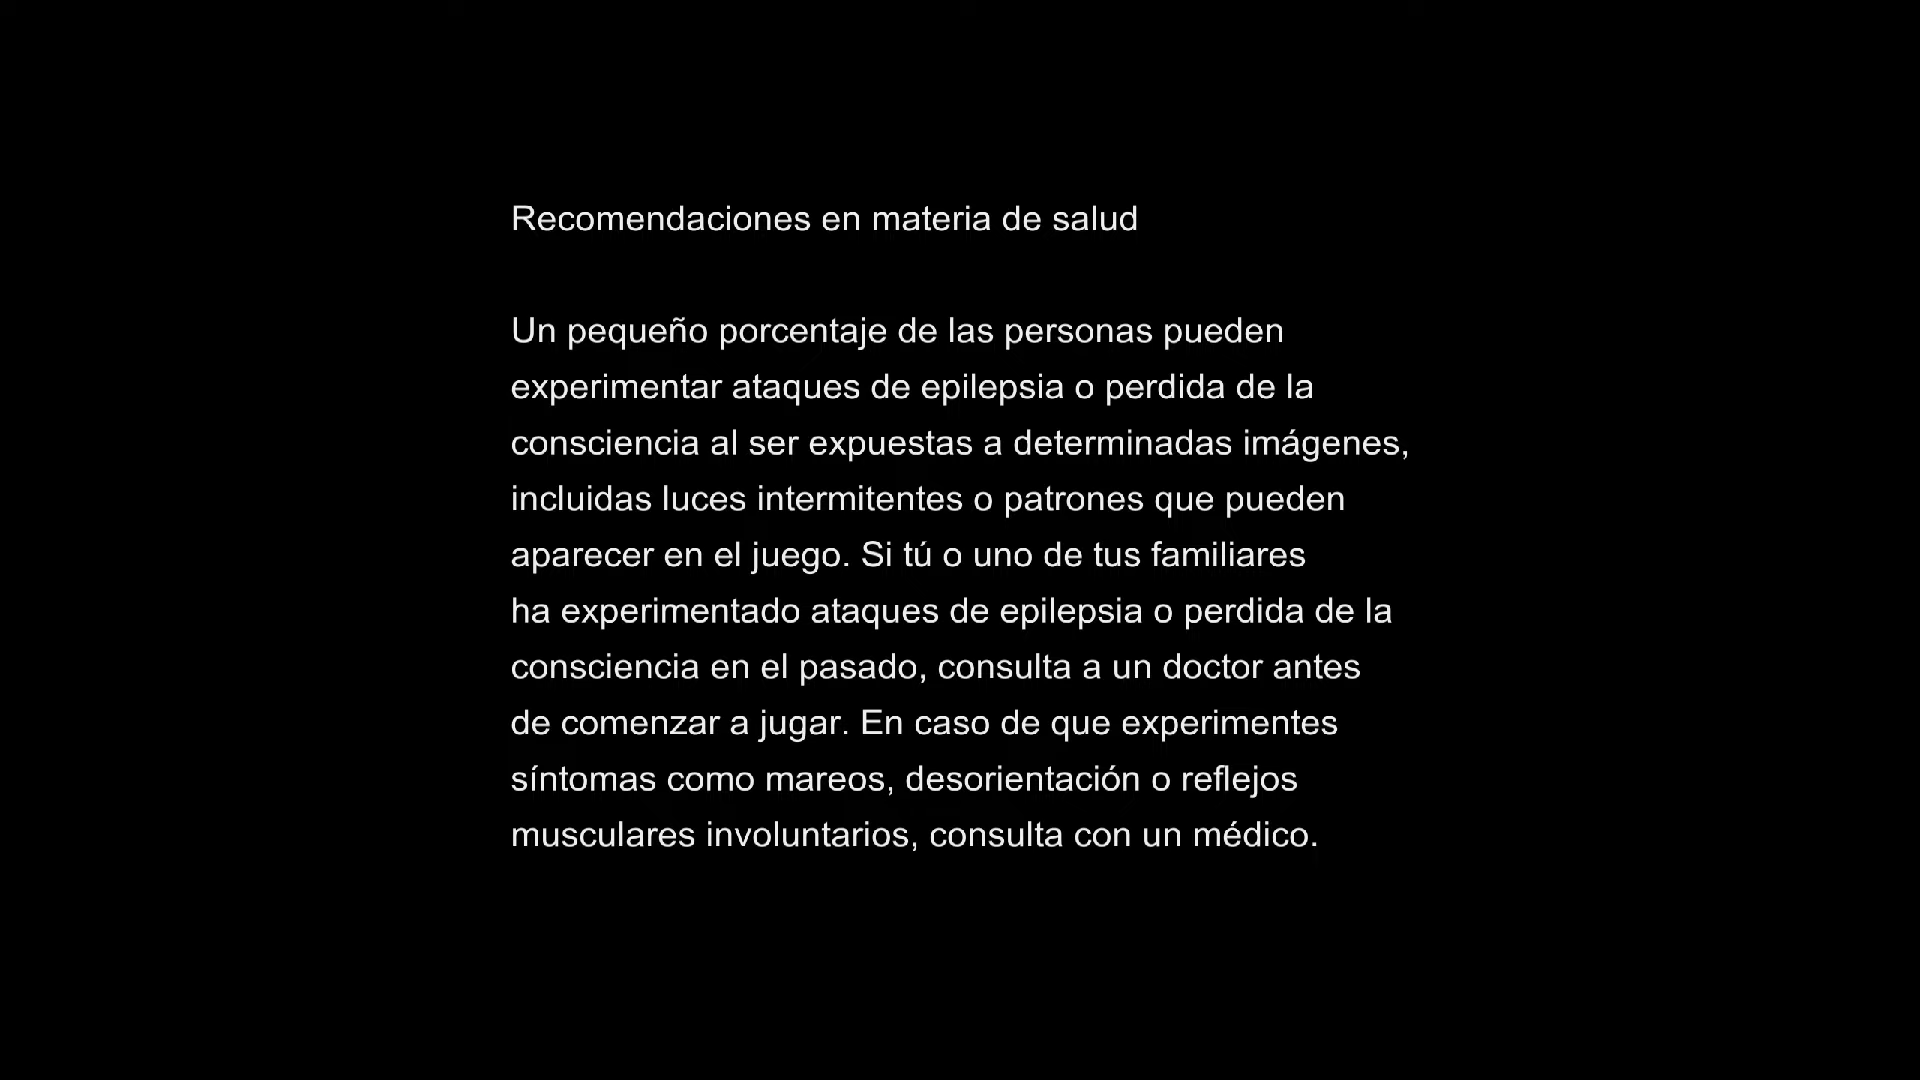 Recomendaciones en materia de salud
Un pequeño porcentaje de las personas pueden
experimentar ataques de epilepsia o perdida de la
consciencia al ser expuestas a determinadas imágenes,
incluidas luces intermitentes o patrones que pueden
aparecer en el juego. Si tú o uno de tus familiares
ha experimentado ataques de epilepsia o perdida de la
consciencia en el pasado, consulta a un doctor antes
de comenzar a jugar. En caso de que experimentes
síntomas como mareos, desorientación o reflejos
musculares involuntarios, consulta con un médico.